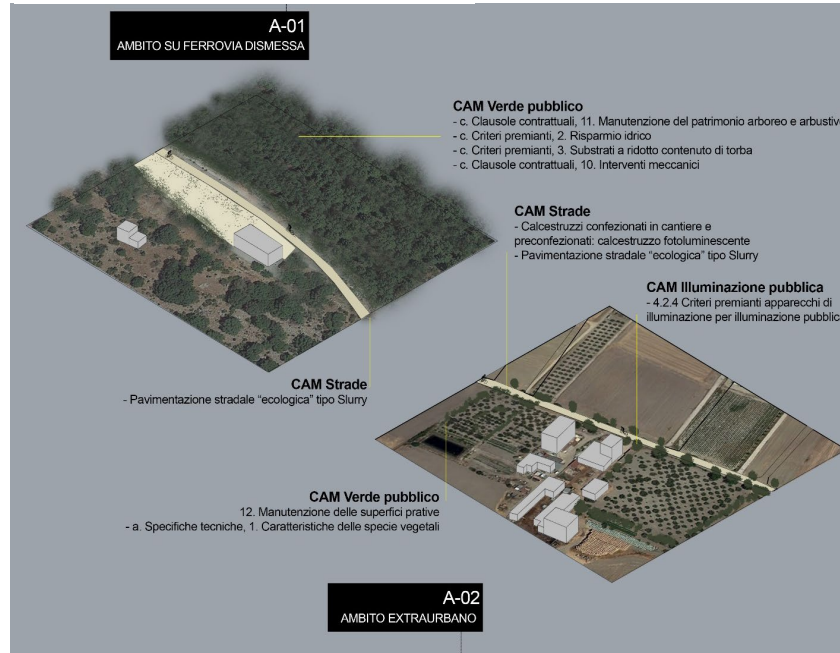 A-01
AMBITO SU FERROVIA DISMESSA
CAM Verde pubblico
- c. Clausole contrattuali, 11. Manutenzione del patrimonio arboreo e arbustivo
- c. Criteri premianti, 2. Risparmio idrico
- c. Criteri premianti, 3. Substrati a ridotto contenuto di torba
- c. Clausole contrattuali, 10. Interventi meccanici
CAM Strade
- Calcestruzzi confezionati in cantiere e
preconfezionati: calcestruzzo fotoluminescente
- Pavimentazione stradale “ecologica” tipo Slurry
CAM Illuminazione pubblica
- 4.2.4 Criteri premianti apparecchi di
illuminazione per illuminazione pubblic
CAM Strade
- Pavimentazione stradale “ecologica” tipo Slurry
CAM Verde pubblico
12. Manutenzione delle superfici prative
- a. Specifiche tecniche, 1. Caratteristiche delle specie vegetali
A-02
AMBITO EXTRAURBANO